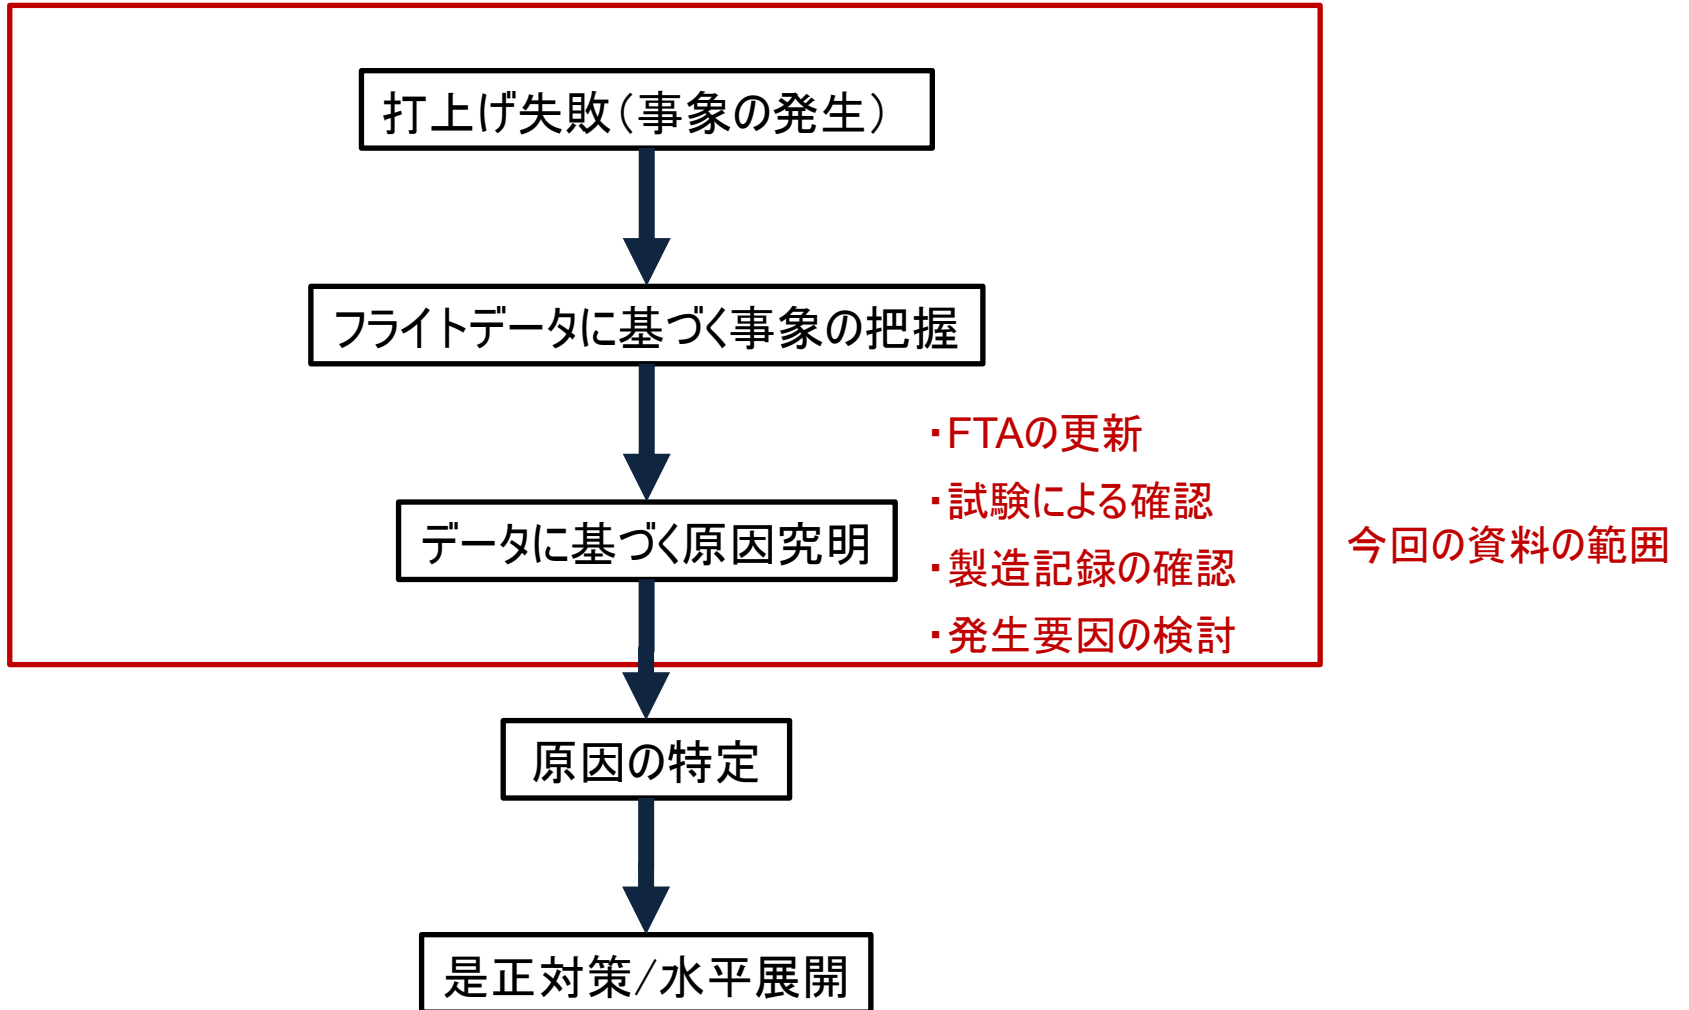 打上げ失敗(事象の発生)
フライトデータに基づく事象の把握
・FTAの更新
・試験による確認
データに基づく原因究明
今回の資料の範囲
・製造記録の確認
・発生要因の検討
原因の特定
是正対策/水平展開